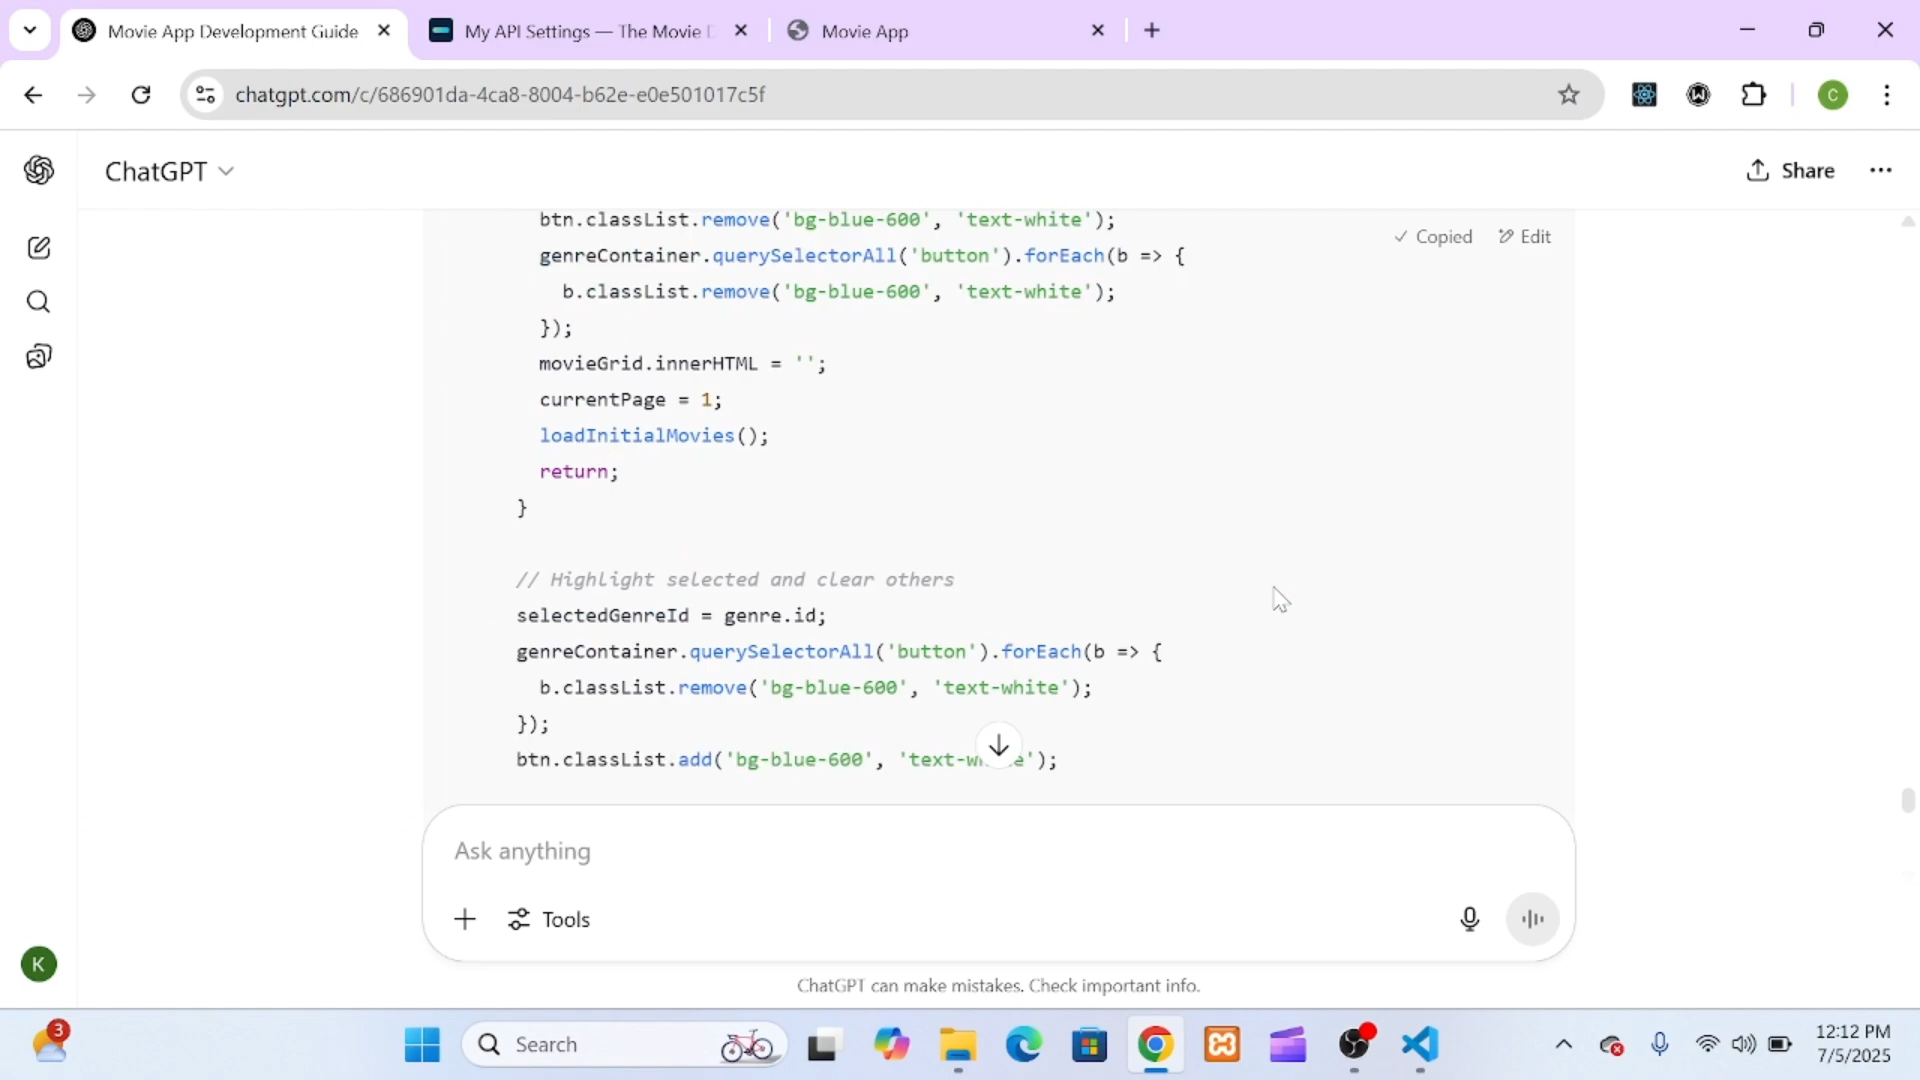 Movie App Development Guide
My API Settings — The Movie D
Movie App
chatgpt.com/c/686901da-4ca8-8004-b62e-e0e501017c5f
C
ChatGPT
Share
btn.classList.remove('bg-blue-600', 'text-white');
Copied
Edit
genreContainer.querySelectorAll('button').forEach(b => {
b.classList.remove('bg-blue-600', 'text-white');
});
movieGrid.innerHTML = '';
currentPage = 1;
loadInitialMovies();
return;
}
// Highlight selected and clear others
selectedGenreId = genre.id;
genreContainer.querySelectorAll('button').forEach(b => {
b.classList.remove('bg-blue-600', 'text-white');
});
btn.classList.add('bg-blue-600', 'text-white');
Ask anything
Tools
K
ChatGPT can make mistakes. Check important info.
3
Search
12:12 PM
7/5/2025